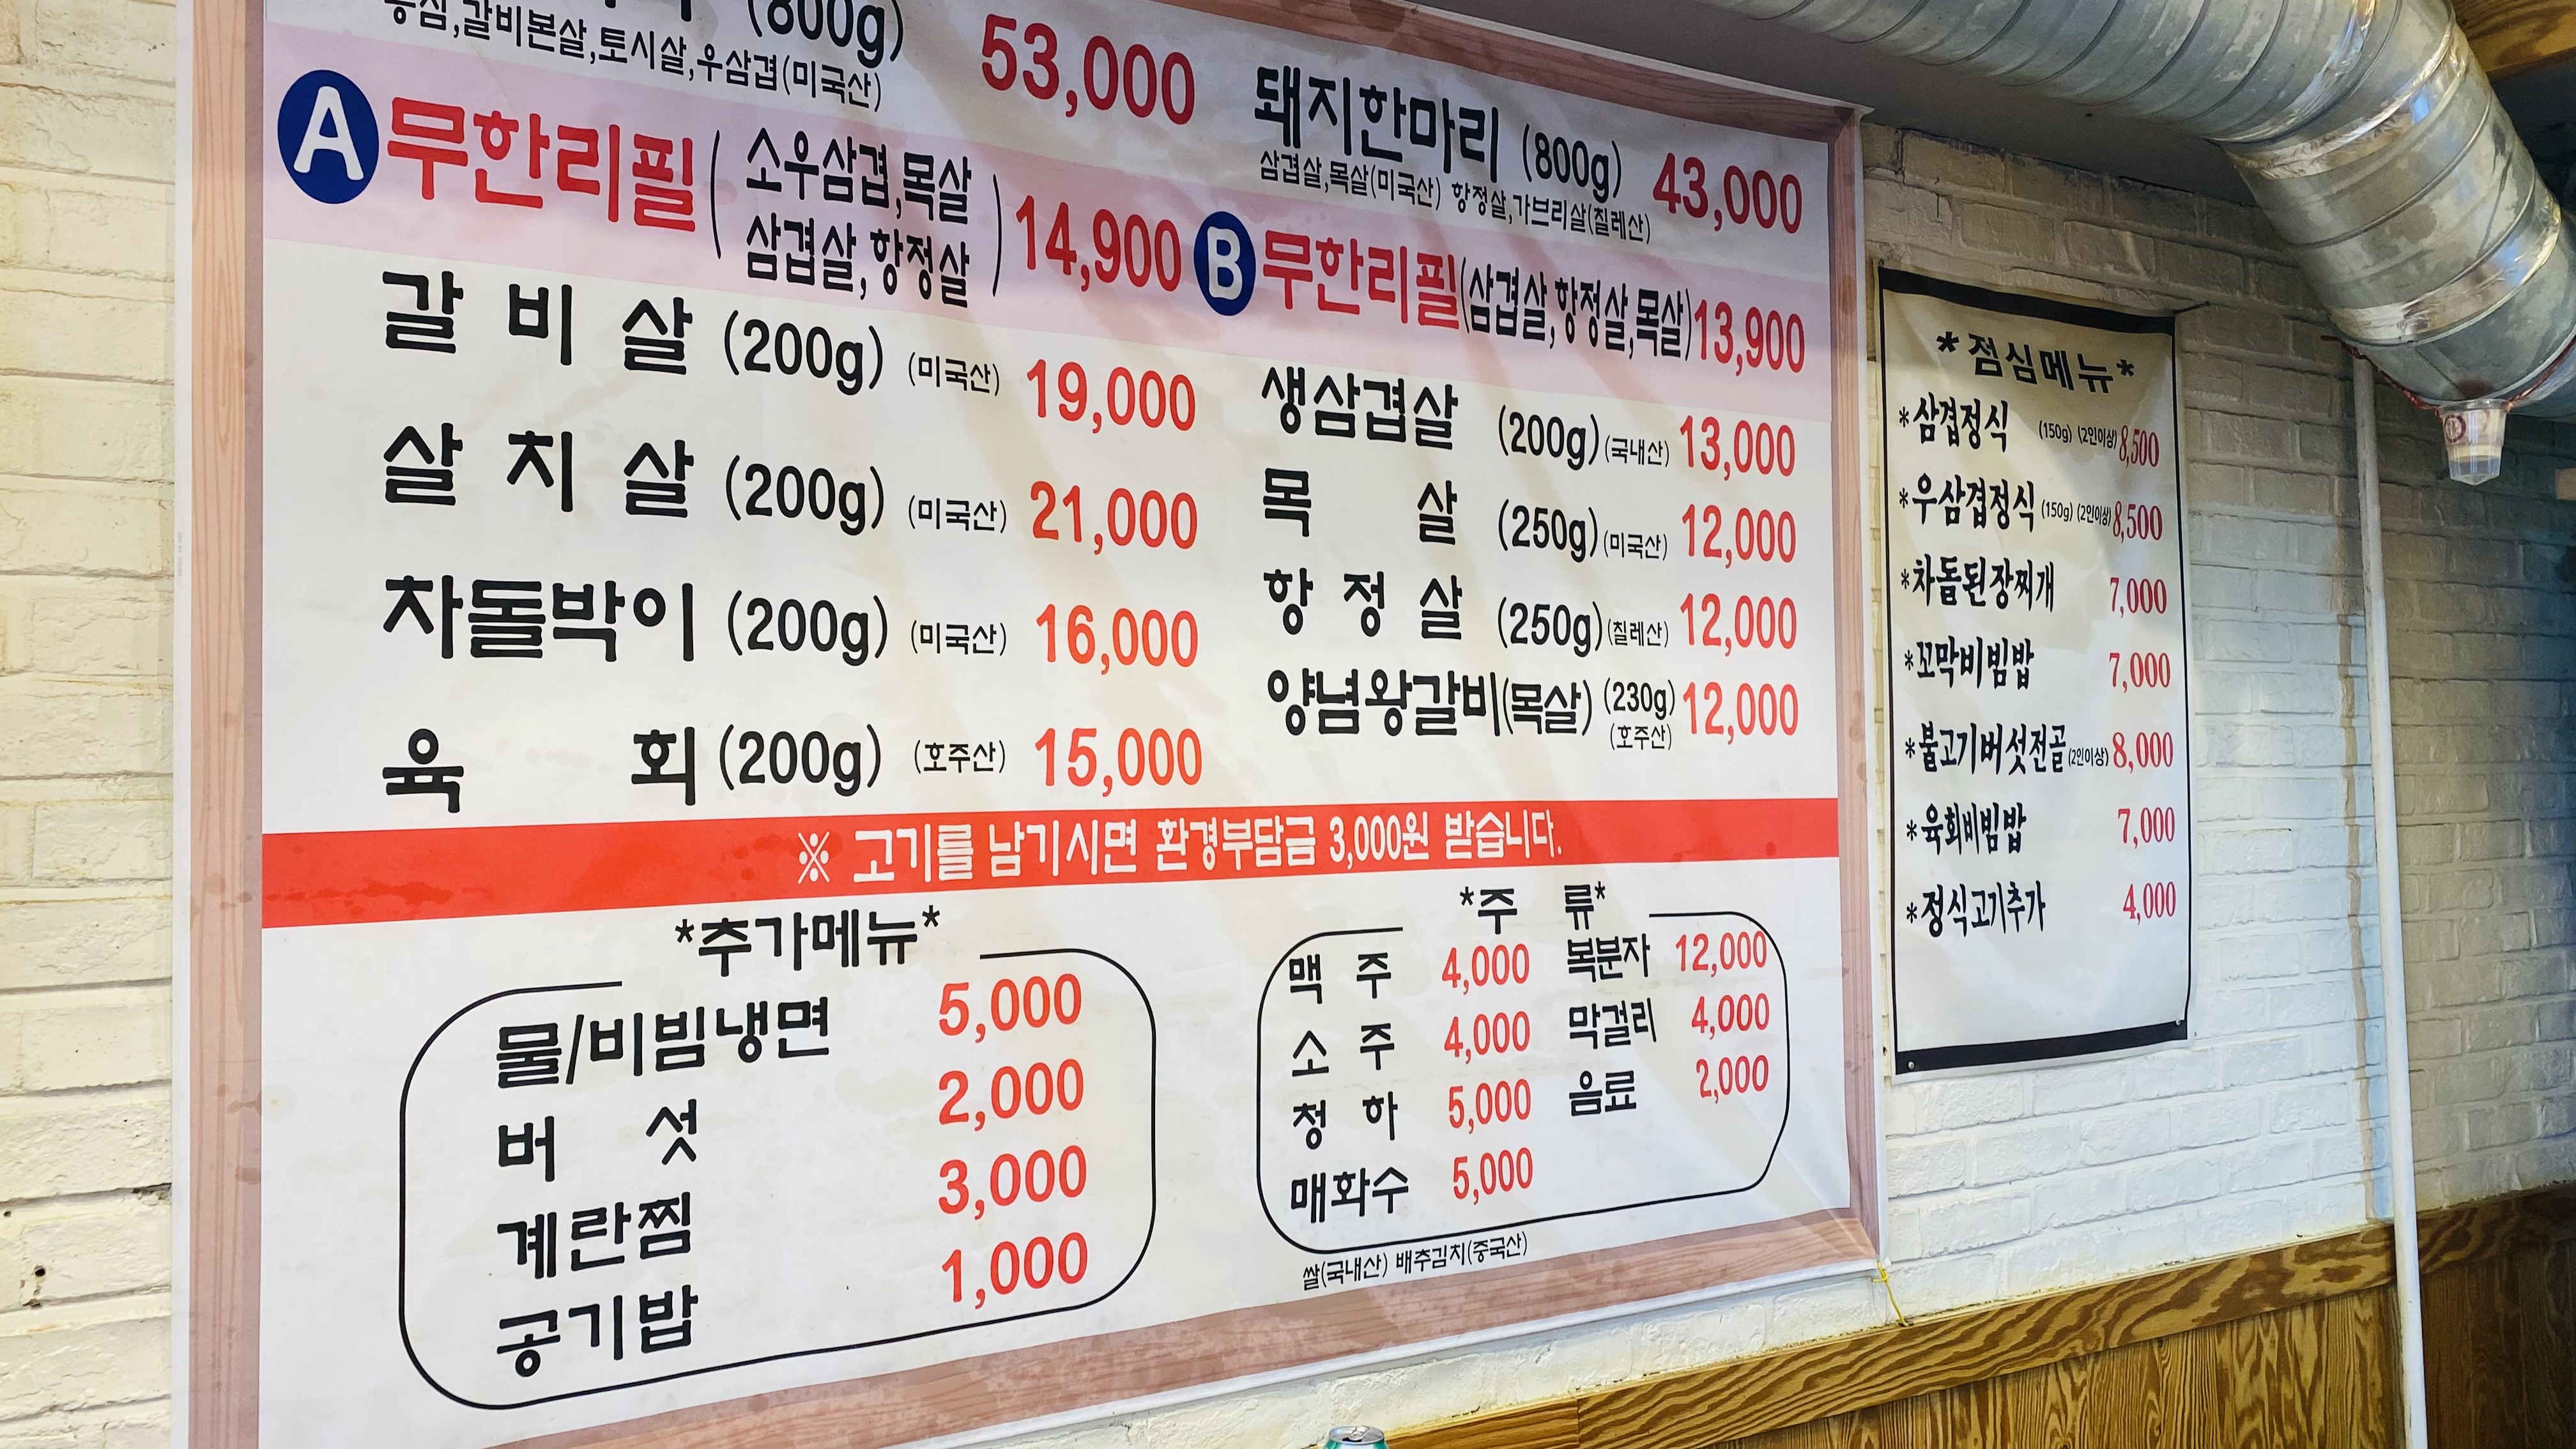 (800g) 53,000
등심,갈비본살,토시살,우삼겹(미국산)
A 무한리필 (소우삼겹,목살
삼겹살,항정살) 14,900
갈비살 (200g) (미국산) 19,000
살치살 (200g) (미국산) 21,000
차돌박이 (200g) (미국산) 16,000
육회 (200g) (호주산) 15,000
돼지한마리 (800g) 43,000
삼겹살,목살(미국산) 항정살,가브리살(칠레산)
B 무한리필(삼겹살,항정살,목살) 13,900
생삼겹살 (200g) (국내산) 13,000
목살 (250g) (미국산) 12,000
항정살 (250g) (칠레산) 12,000
양념왕갈비(목살) (230g) (호주산) 12,000
※ 고기를 남기시면 환경부담금 3,000원 받습니다.
*추가메뉴*
물/비빔냉면 5,000
버섯 2,000
계란찜 3,000
공기밥 1,000
*주 류*
맥주 4,000 복분자 12,000
소주 4,000 막걸리 4,000
청하 5,000 음료 2,000
매화수 5,000
쌀(국내산) 배추김치(중국산)
*점심메뉴*
*삼겹정식 (150g) (2인이상) 8,500
*우삼겹정식 (150g) (2인이상) 8,500
*차돌된장찌개 7,000
*꼬막비빔밥 7,000
*불고기버섯전골 (2인이상) 8,000
*육회비빔밥 7,000
*정식고기추가 4,000